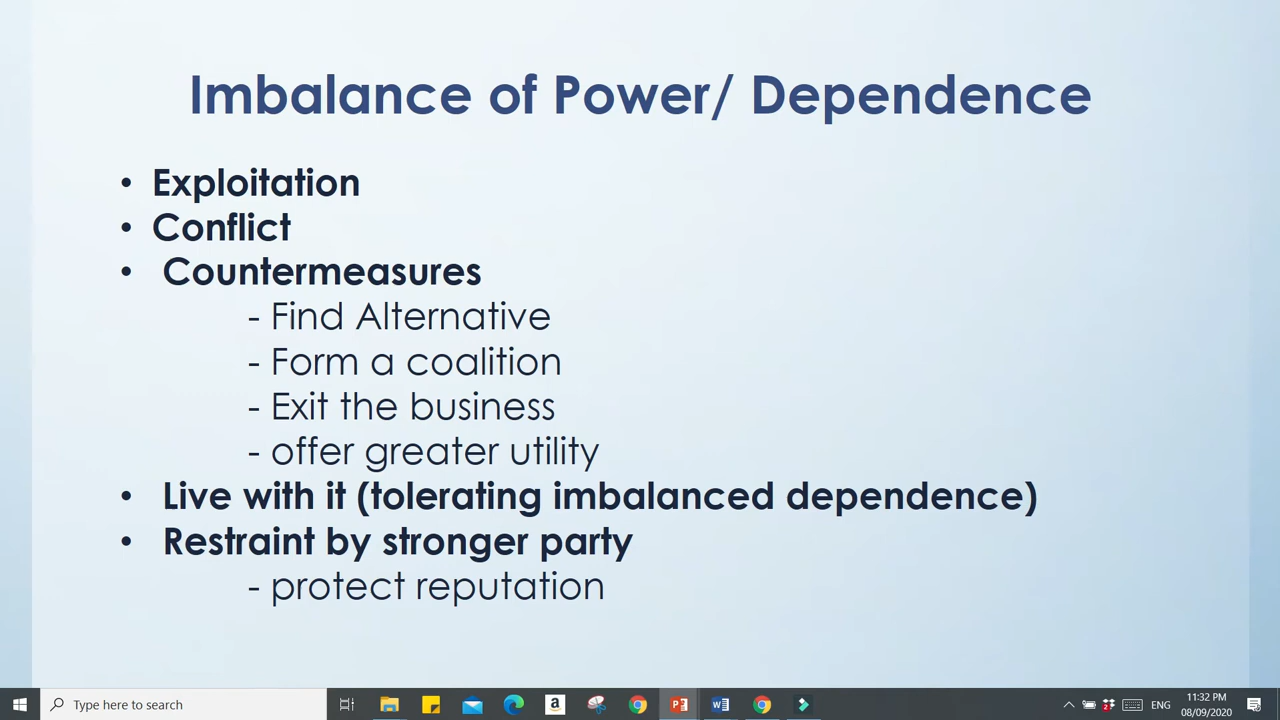 Imbalance of Power/ Dependence
• Exploitation
• Conflict
• Countermeasures
- Find Alternative
- Form a coalition
- Exit the business
- offer greater utility
• Live with it (tolerating imbalanced dependence)
• Restraint by stronger party
- protect reputation
Type here to search
ENG
11:32 PM
08/09/2020